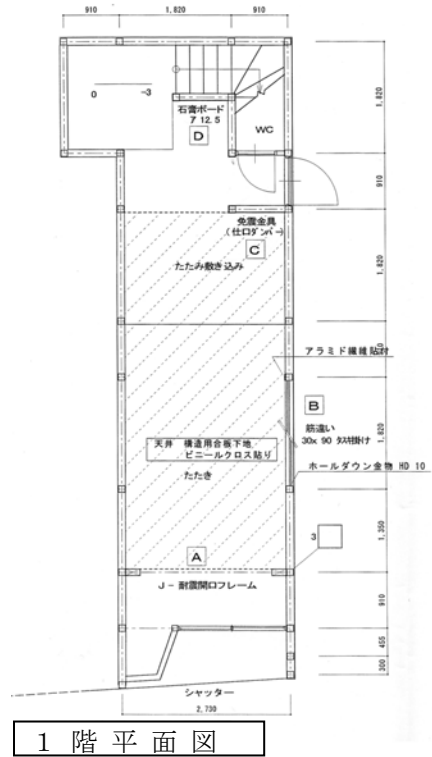 910 1,820 910
0 -3
石膏ボード
ア 12.5
D
WC
1,820
910
免震金具
(仕口ダンパー)
C
たたみ敷き込み
1,820
アラミド繊維貼付
B
筋違い
30x 90 タスキ掛け
1,820
天井 構造用合板下地
ビニールクロス貼り
たたき
ホールダウン金物 HD 10
1,350
3
A
J - 耐震開口フレーム
910
455
300
シャッター
2,730
1 階 平 面 図